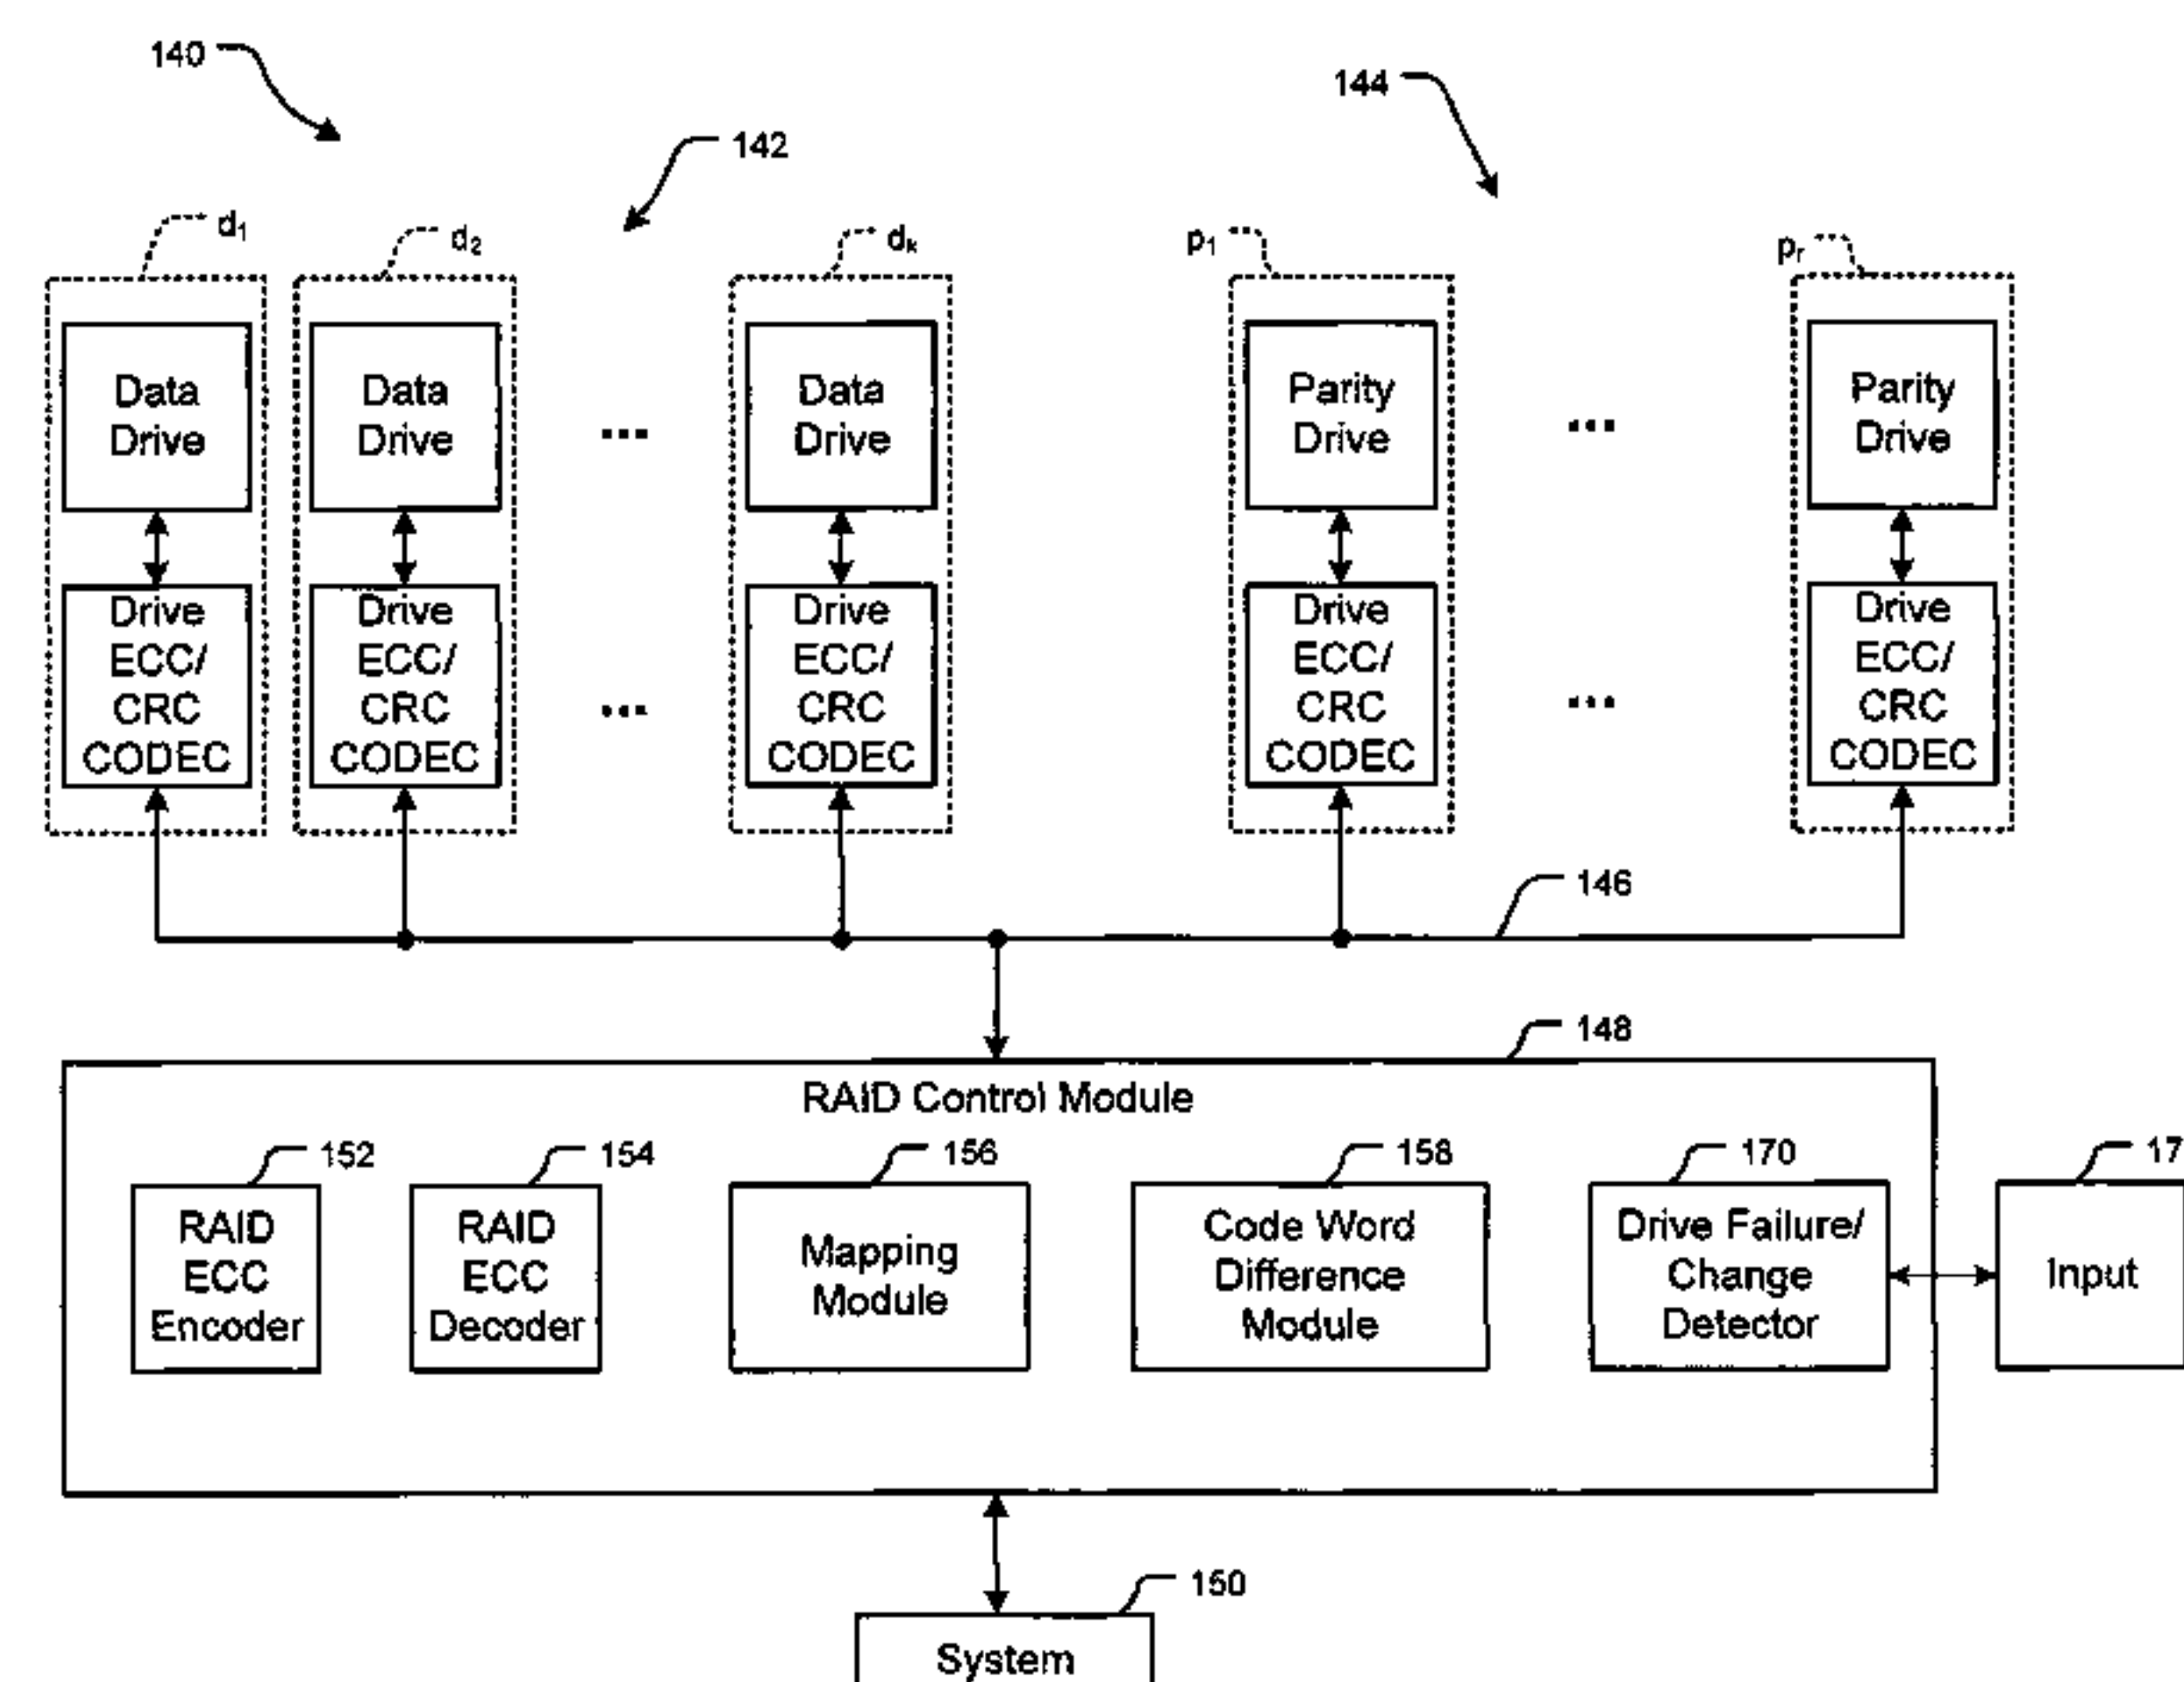 140
144
142
d1
d2
dk
p1
pr
Data
Drive
Data
Drive
...
Data
Drive
Parity
Drive
...
Parity
Drive
Drive
ECC/
CRC
CODEC
Drive
ECC/
CRC
CODEC
...
Drive
ECC/
CRC
CODEC
Drive
ECC/
CRC
CODEC
...
Drive
ECC/
CRC
CODEC
146
148
RAID Control Module
152
154
156
158
170
RAID
ECC
Encoder
RAID
ECC
Decoder
Mapping
Module
Code Word
Difference
Module
Drive Failure/
Change
Detector
Input
150
System